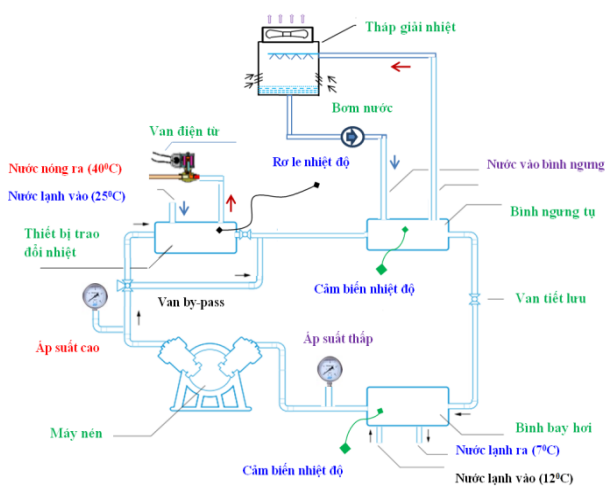 Tháp giải nhiệt
Bơm nước
Van điện từ
Rơ le nhiệt độ
Nước nóng ra (40⁰C)
Nước lạnh vào (25⁰C)
Nước vào bình ngưng
Bình ngưng tụ
Thiết bị trao
đổi nhiệt
Cảm biến nhiệt độ
Van by-pass
Van tiết lưu
Áp suất cao
Áp suất thấp
Máy nén
Bình bay hơi
Nước lạnh ra (7⁰C)
Cảm biến nhiệt độ
Nước lạnh vào (12⁰C)